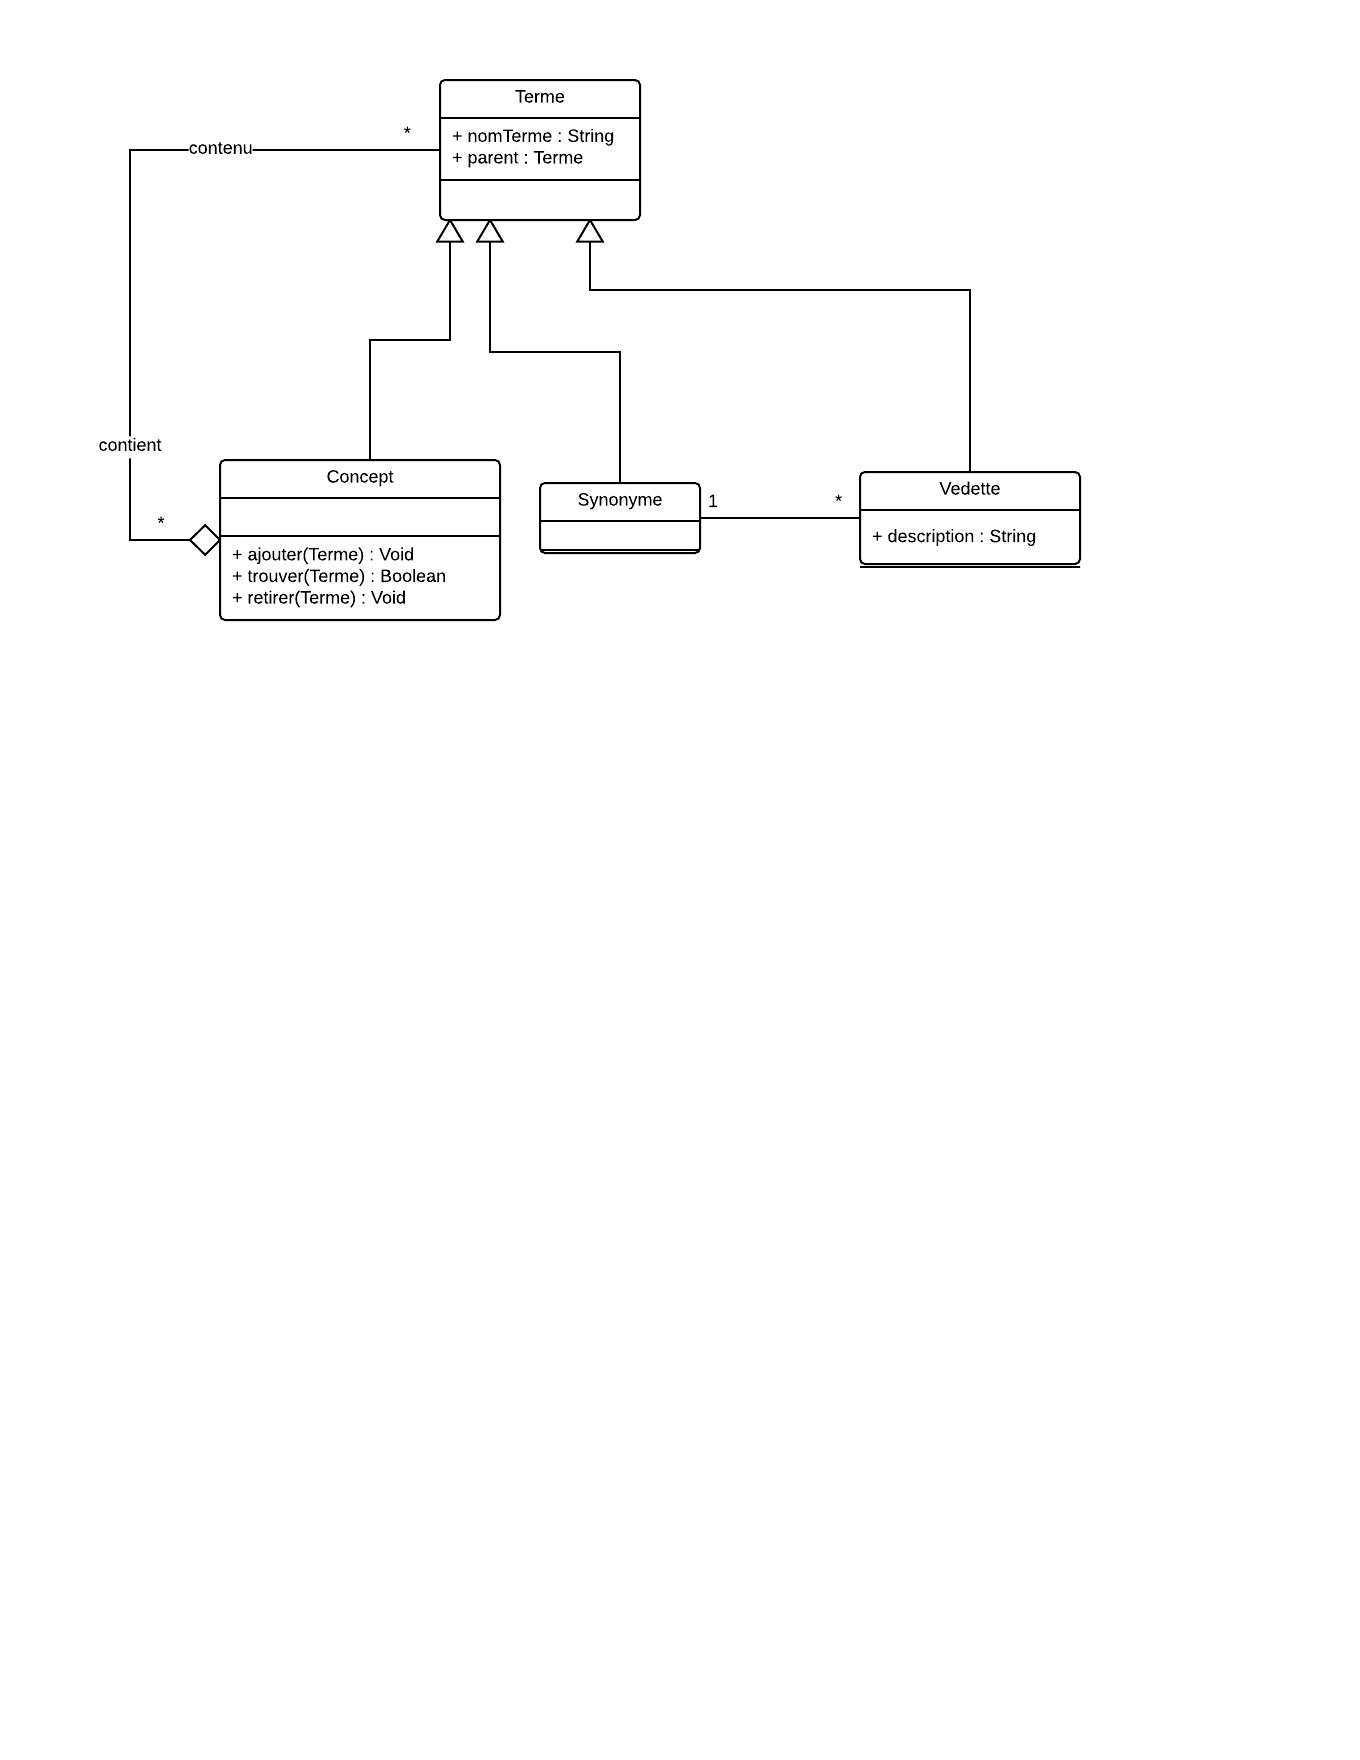 Terme
+ nomTerme : String
+ parent : Terme
*
contenu
contient
*
Concept
+ ajouter(Terme) : Void
+ trouver(Terme) : Boolean
+ retirer(Terme) : Void
Synonyme
1
*
Vedette
+ description : String